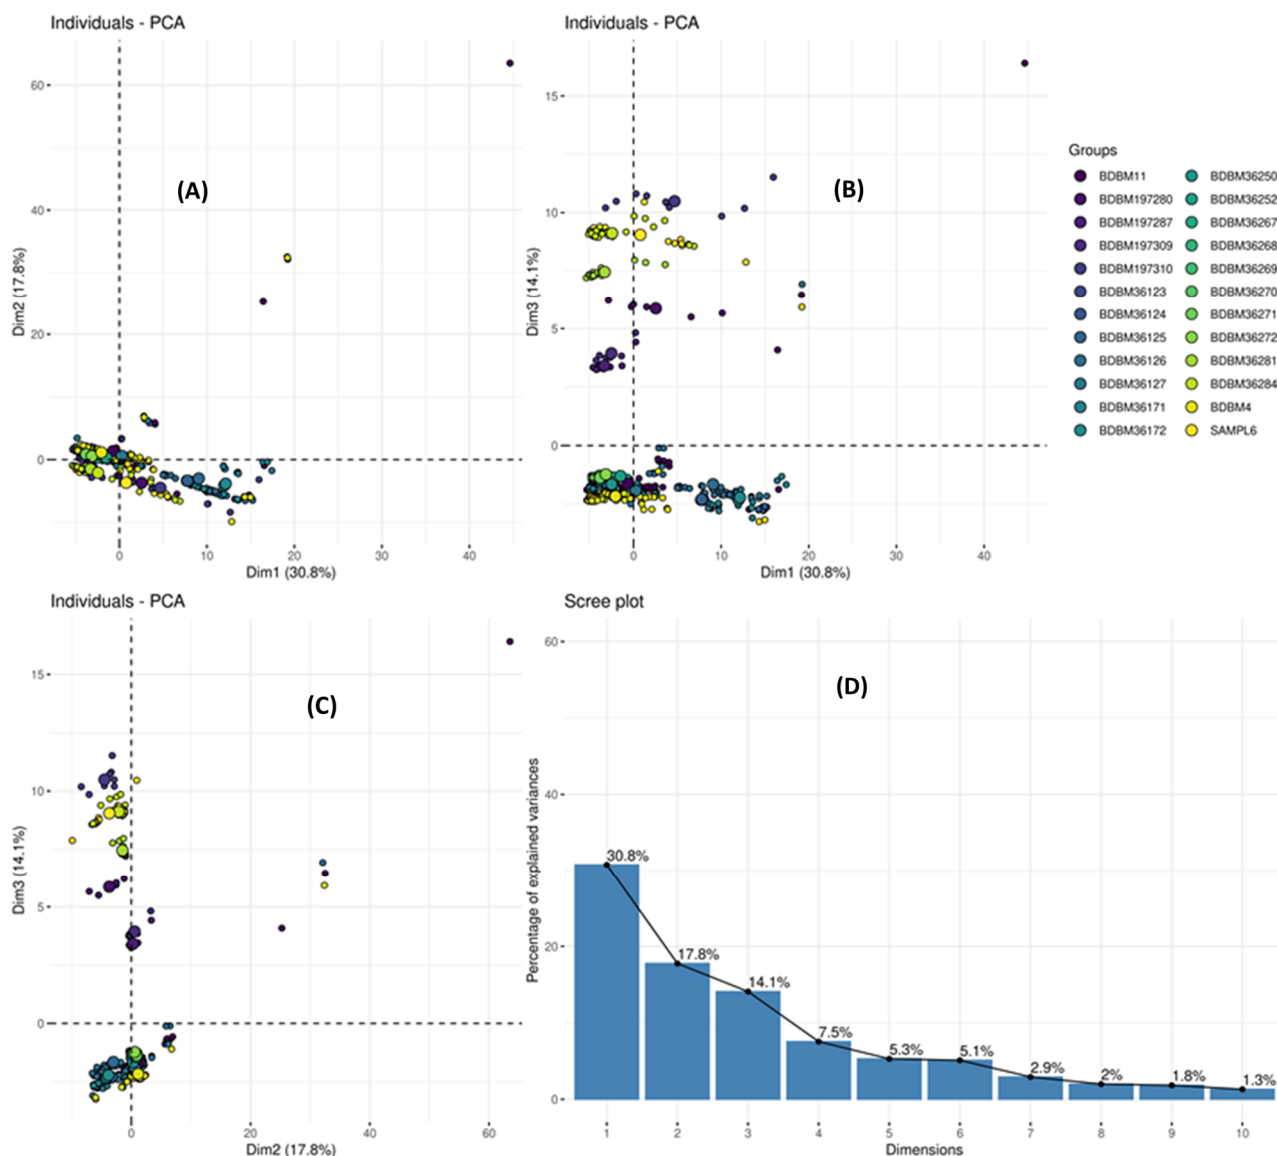 Individuals - PCA
(A)
60
40
20
0
Dim2 (17.8%)
0 10 20 30 40
Dim1 (30.8%)
Individuals - PCA
(B)
15
10
5
0
Dim3 (14.1%)
0 10 20 30 40
Dim1 (30.8%)
Groups
BDBM11 BDBM36250
BDBM197280 BDBM36252
BDBM197287 BDBM36267
BDBM197309 BDBM36268
BDBM197310 BDBM36269
BDBM36123 BDBM36270
BDBM36124 BDBM36271
BDBM36125 BDBM36272
BDBM36126 BDBM36281
BDBM36127 BDBM36284
BDBM36171 BDBM4
BDBM36172 SAMPL6
Individuals - PCA
(C)
15
10
5
0
Dim3 (14.1%)
0 20 40 60
Dim2 (17.8%)
Scree plot
(D)
60
40
20
0
Percentage of explained variances
30.8%
17.8%
14.1%
7.5%
5.3%
5.1%
2.9%
2%
1.8%
1.3%
1 2 3 4 5 6 7 8 9 10
Dimensions